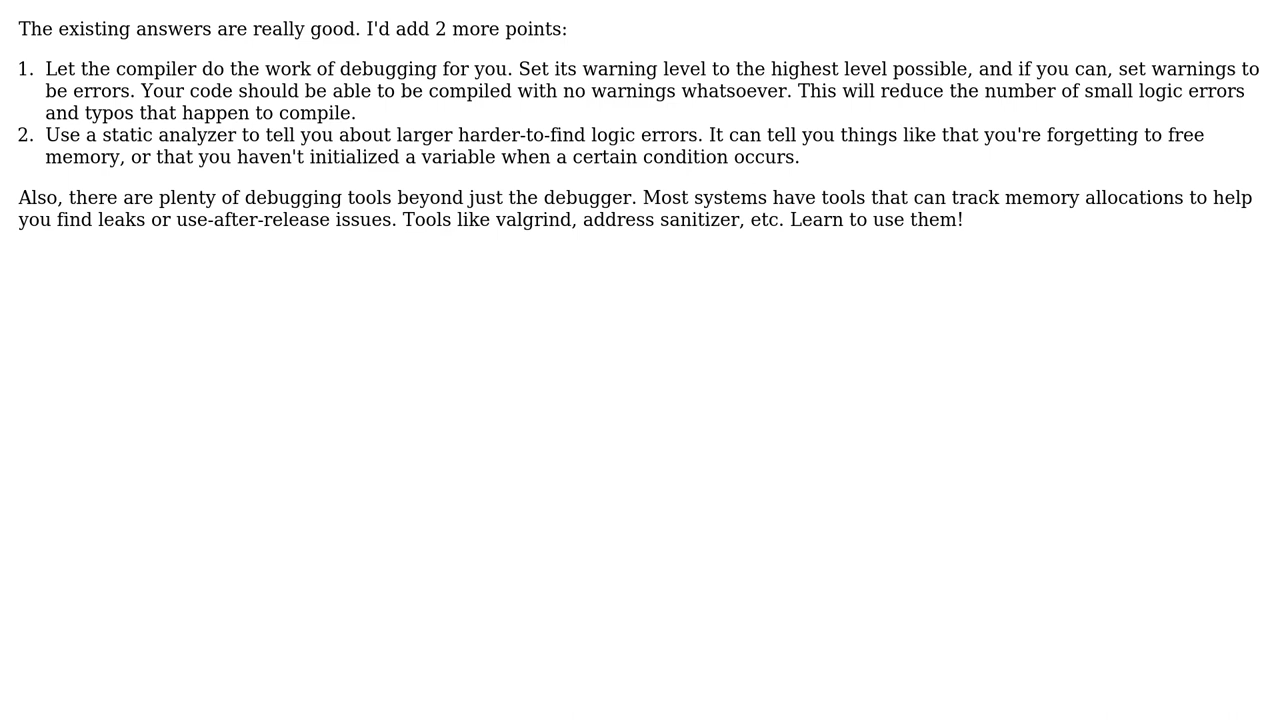 The existing answers are really good. I'd add 2 more points:
1. Let the compiler do the work of debugging for you. Set its warning level to the highest level possible, and if you can, set warnings to
be errors. Your code should be able to be compiled with no warnings whatsoever. This will reduce the number of small logic errors
and typos that happen to compile.
2. Use a static analyzer to tell you about larger harder-to-find logic errors. It can tell you things like that you're forgetting to free
memory, or that you haven't initialized a variable when a certain condition occurs.
Also, there are plenty of debugging tools beyond just the debugger. Most systems have tools that can track memory allocations to help
you find leaks or use-after-release issues. Tools like valgrind, address sanitizer, etc. Learn to use them!